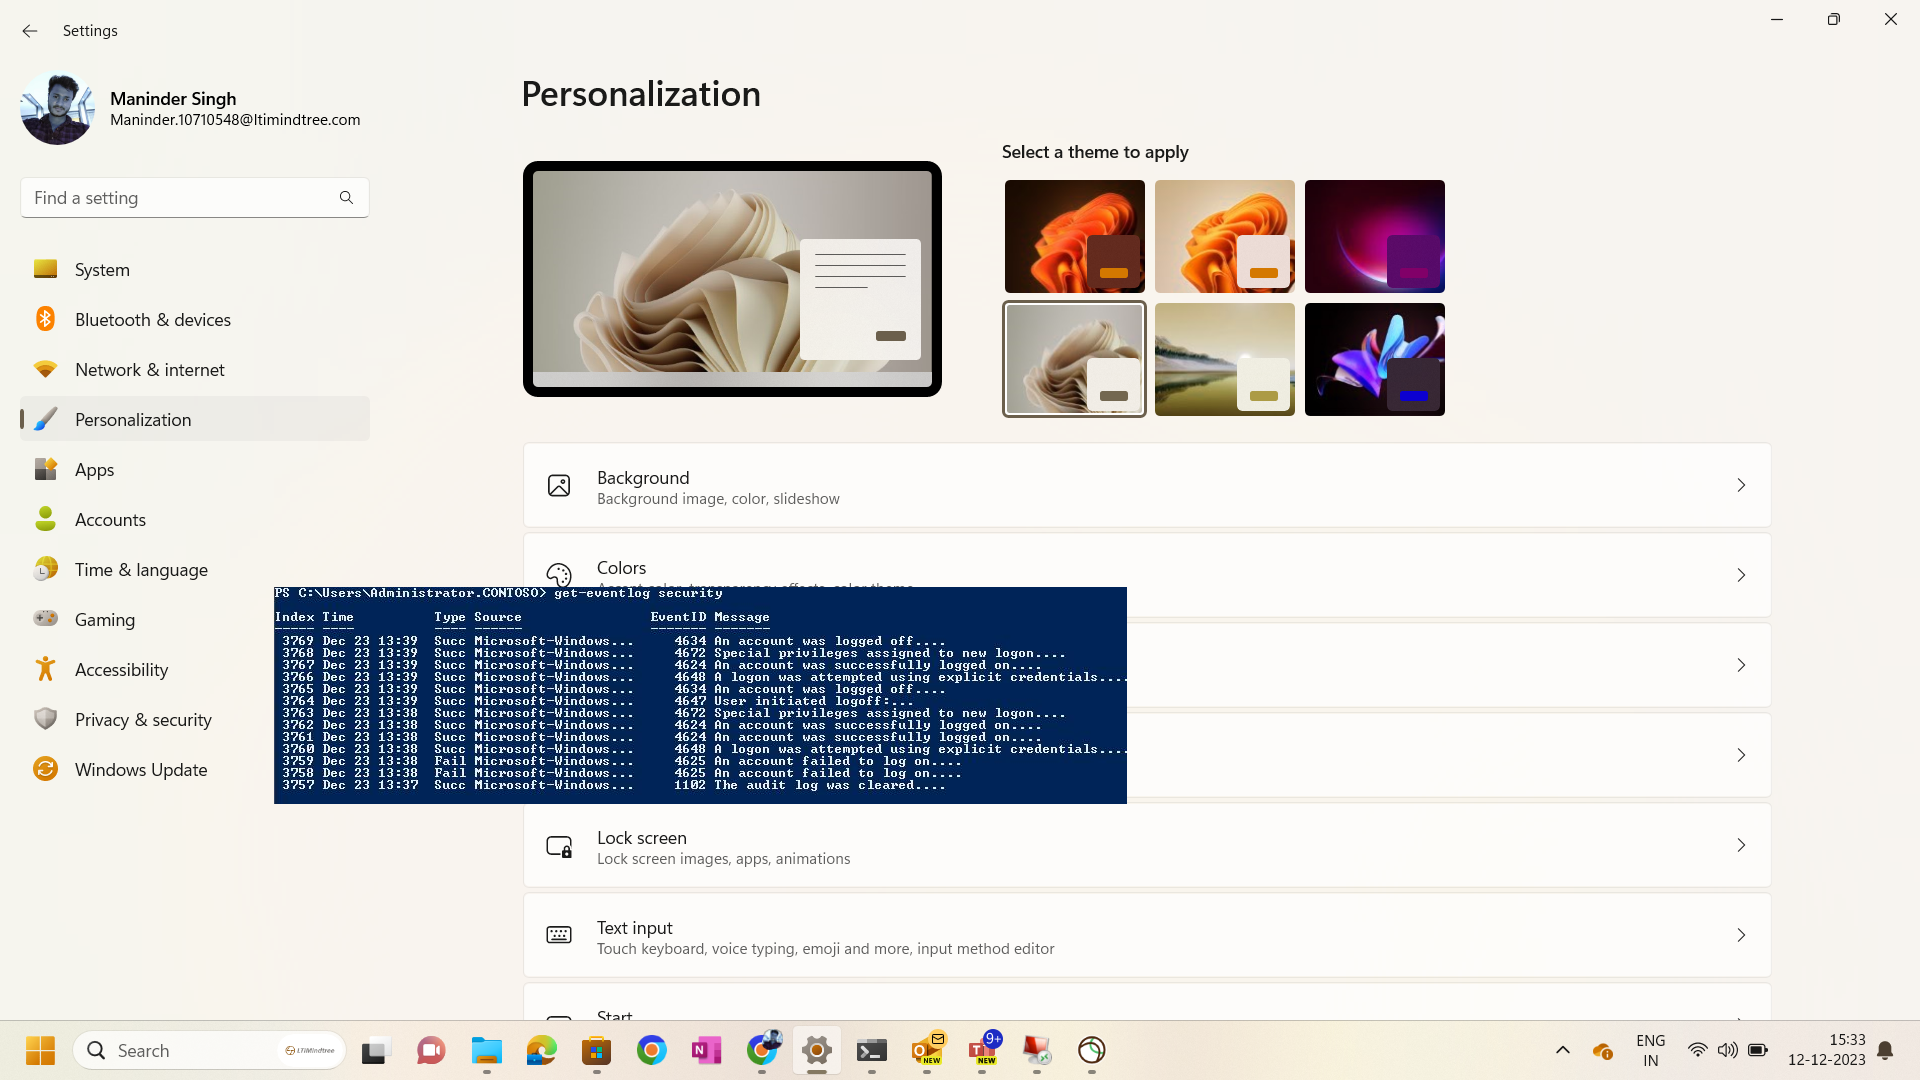 Settings
Maninder Singh
Maninder.10710548@ltimindtree.com
Find a setting
System
Bluetooth & devices
Network & internet
Personalization
Apps
Accounts
Time & language
Gaming
Accessibility
Privacy & security
Windows Update
Personalization
Select a theme to apply
Background
Background image, color, slideshow
Colors
Accent color, transparency effects, color theme
PS C:\Users\Administrator.CONTOSO> get-eventlog security
Index Time Type Source EventID Message
3769 Dec 23 13:39 Succ Microsoft-Windows... 4634 An account was logged off....
3768 Dec 23 13:39 Succ Microsoft-Windows... 4672 Special privileges assigned to new logon....
3767 Dec 23 13:39 Succ Microsoft-Windows... 4624 An account was successfully logged on....
3766 Dec 23 13:39 Succ Microsoft-Windows... 4648 A logon was attempted using explicit credentials....
3765 Dec 23 13:39 Succ Microsoft-Windows... 4634 An account was logged off....
3764 Dec 23 13:39 Succ Microsoft-Windows... 4647 User initiated logoff:...
3763 Dec 23 13:38 Succ Microsoft-Windows... 4672 Special privileges assigned to new logon....
3762 Dec 23 13:38 Succ Microsoft-Windows... 4624 An account was successfully logged on....
3761 Dec 23 13:38 Succ Microsoft-Windows... 4624 An account was successfully logged on....
3760 Dec 23 13:38 Succ Microsoft-Windows... 4648 A logon was attempted using explicit credentials....
3759 Dec 23 13:38 Fail Microsoft-Windows... 4625 An account failed to log on....
3758 Dec 23 13:38 Fail Microsoft-Windows... 4625 An account failed to log on....
3757 Dec 23 13:37 Succ Microsoft-Windows... 1102 The audit log was cleared....
Lock screen
Lock screen images, apps, animations
Text input
Touch keyboard, voice typing, emoji and more, input method editor
Start
Search
LTIMindtree
NEW
9+
NEW
ENG
IN
15:33
12-12-2023